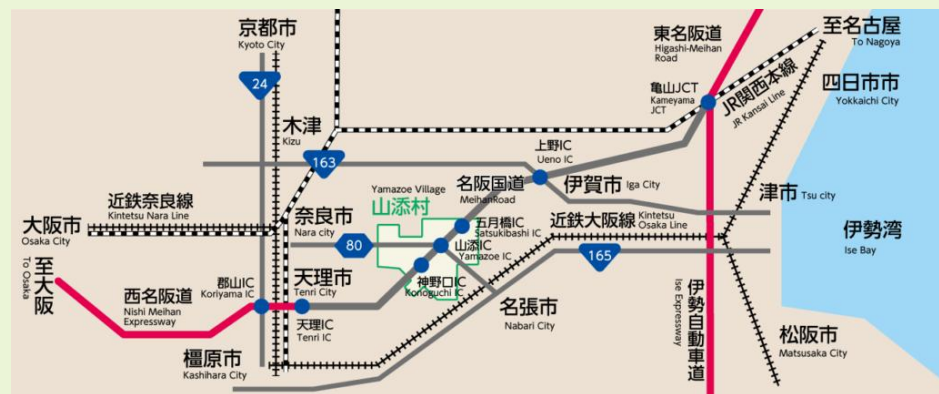 京都市
Kyoto City
24
木津
Kizu
163
東名阪道
Higashi-Meihan
Road
至名古屋
To Nagoya
亀山JCT
Kameyama
JCT
JR関西本線
JR Kansai Line
四日市市
Yokkaichi City
上野IC
Ueno IC
伊賀市 Iga City
津市 Tsu city
近鉄奈良線
Kintetsu Nara Line
大阪市
Osaka City
奈良市
Nara city
Yamazoe Village
山添村
名阪国道
MeihanRoad
五月橋IC
Satsukibashi IC
近鉄大阪線 Kintetsu
Osaka Line
伊勢湾
Ise Bay
80
山添IC
Yamazoe IC
165
至大阪
To Osaka
西名阪道
Nishi Meihan
Expressway
郡山IC
Koriyama IC
天理市
Tenri City
神野口IC
Konoguchi IC
天理IC
Tenri IC
名張市
Nabari City
伊勢自動車道
Ise Expressway
橿原市
Kashihara City
松阪市
Matsusaka City